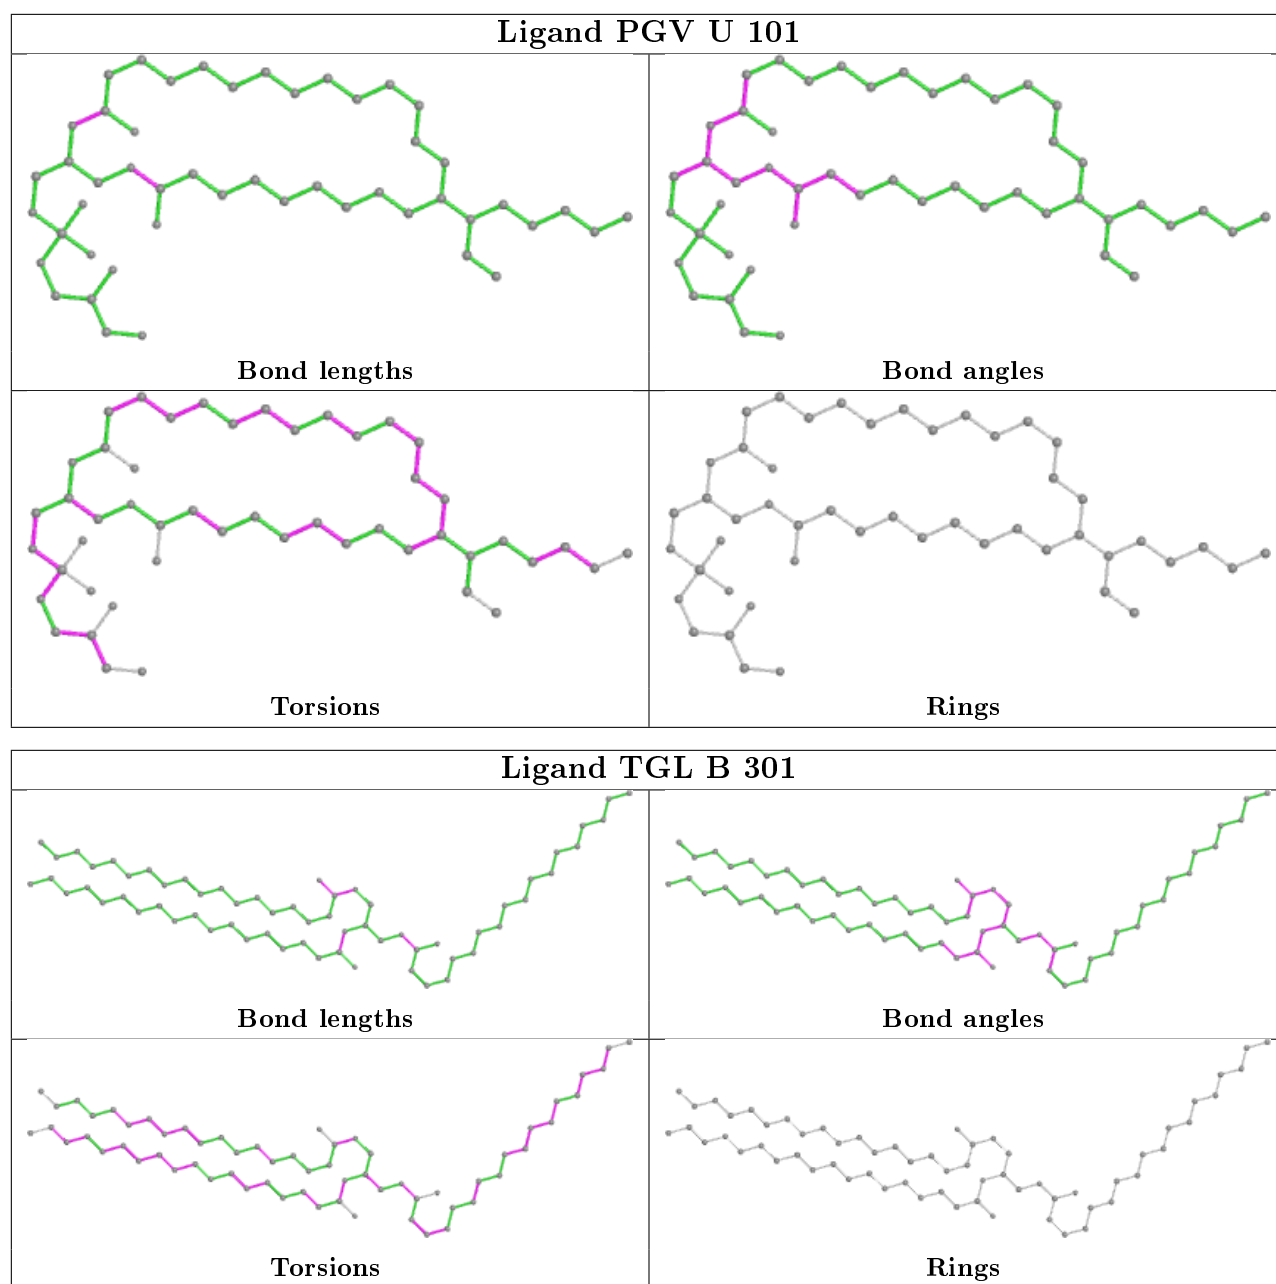 Ligand PGV U 101
Bond lengths
Bond angles
Torsions
Rings
Ligand TGL B 301
Bond lengths
Bond angles
Torsions
Rings